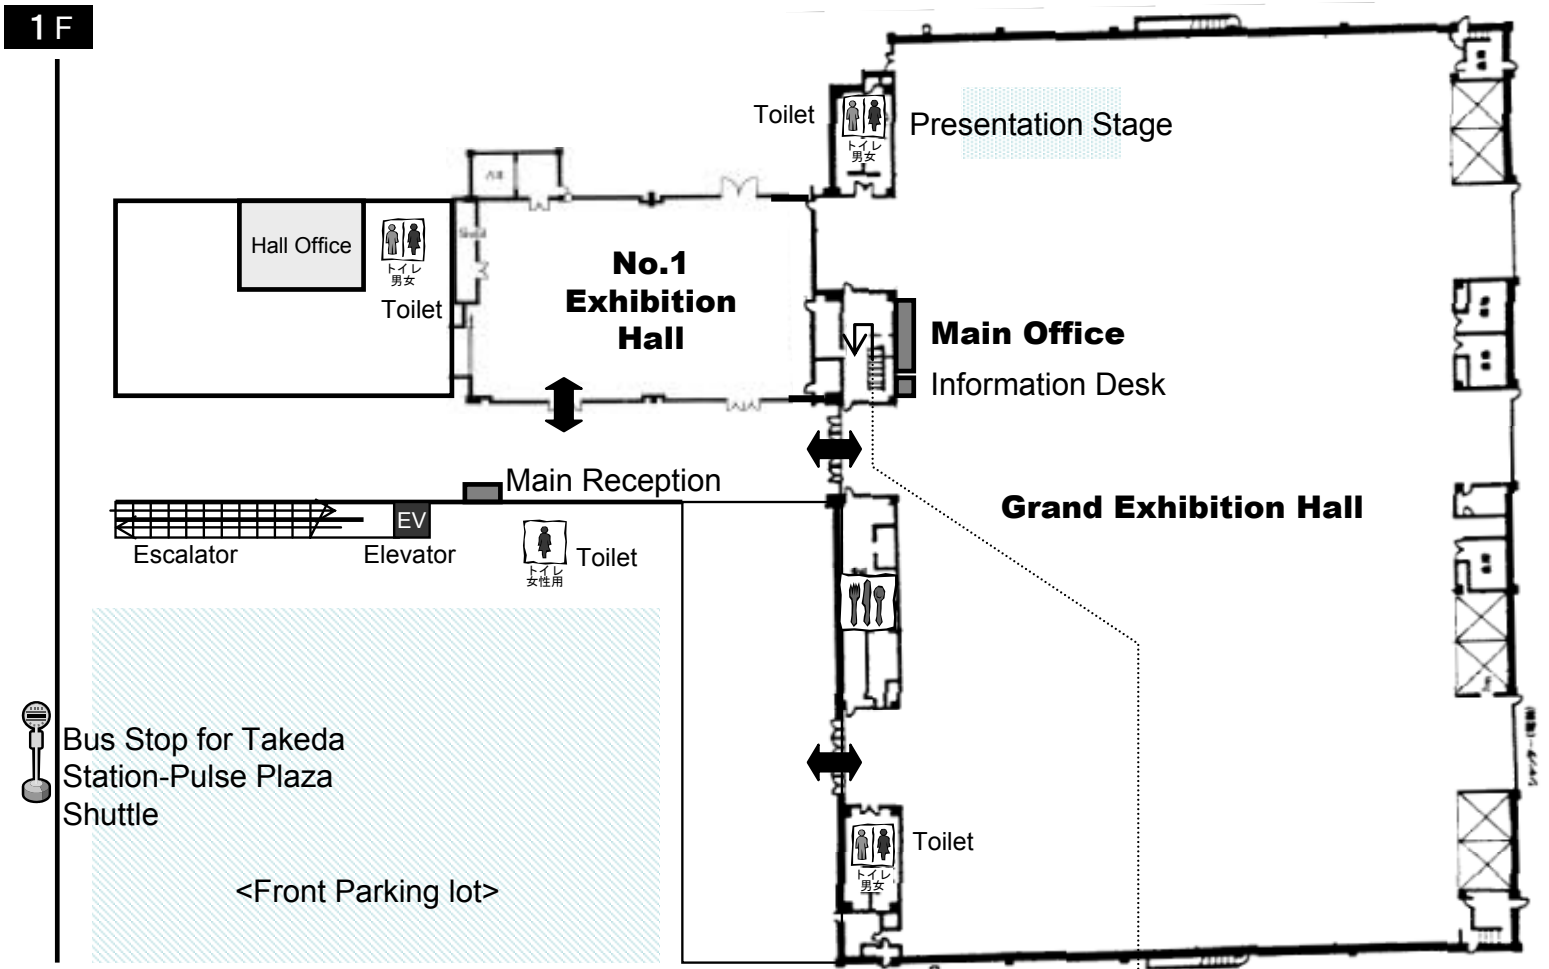 1F
Toilet
トイレ
男女
Presentation Stage
Hall Office
トイレ
男女
Toilet
No.1
Exhibition
Hall
Main Office
Information Desk
Main Reception
Grand Exhibition Hall
EV
Escalator
Elevator
トイレ
女性用
Toilet
Bus Stop for Takeda
Station-Pulse Plaza
Shuttle
<Front Parking lot>
Toilet
トイレ
男女